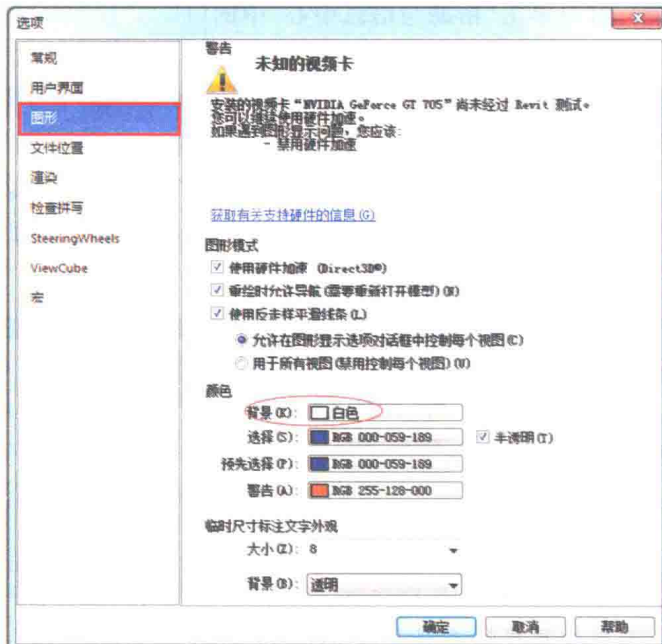 选项
常规
用户界面
图形
文件位置
渲染
检查拼写
SteeringWheels
ViewCube
宏
警告
未知的视频卡
安装的视频卡“NVIDIA GeForce GT 705”尚未经过 Revit 测试。
您可以继续使用硬件加速。
如果遇到图形显示问题，您应该:
- 禁用硬件加速
获取有关支持硬件的信息(G)
图形模式
使用硬件加速 (Direct3D®)
重绘时允许导航(需要重新打开模型)(N)
使用反走样平滑线条(L)
允许在图形显示选项对话框中控制每个视图(C)
用于所有视图(禁用控制每个视图)(U)
颜色
背景(K): 白色
选择(S): RGB 000-059-189 半透明(T)
预先选择(P): RGB 000-059-189
警告(A): RGB 255-128-000
临时尺寸标注文字外观
大小(Z): 8
背景(B): 透明
确定 取消 帮助